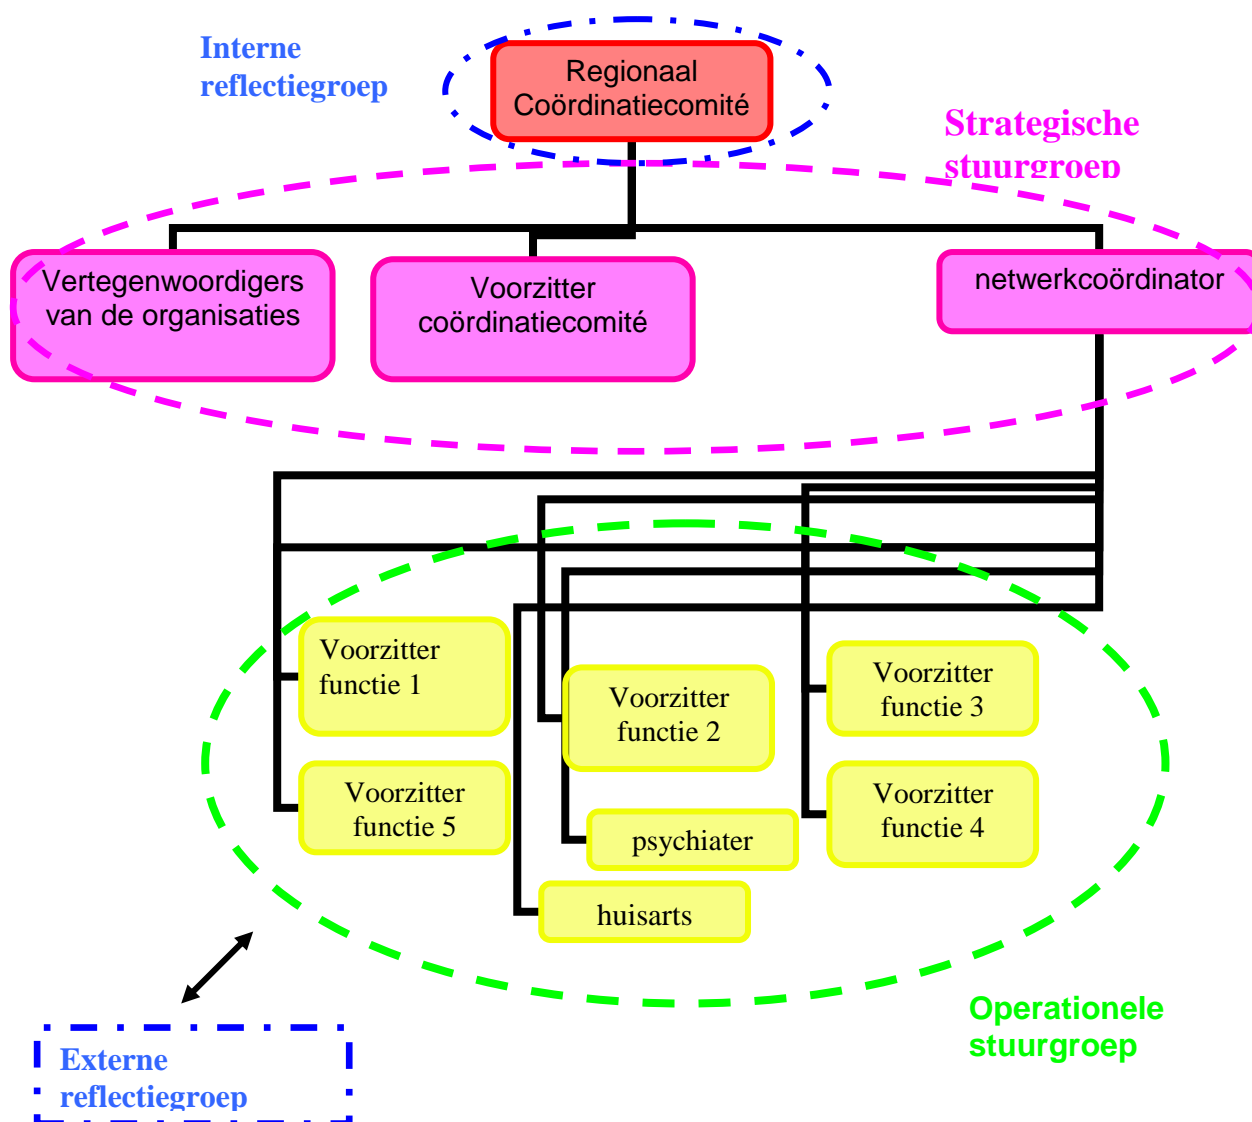 Interne
reflectiegroep
Regionaal
Coördinatiecomité
Strategische
stuurgroep
Vertegenwoordigers
van de organisaties
Voorzitter
coördinatiecomité
netwerkcoördinator
Voorzitter
functie 1
Voorzitter
functie 2
Voorzitter
functie 3
Voorzitter
functie 5
Voorzitter
functie 4
psychiater
huisarts
Operationele
stuurgroep
Externe
reflectiegroep